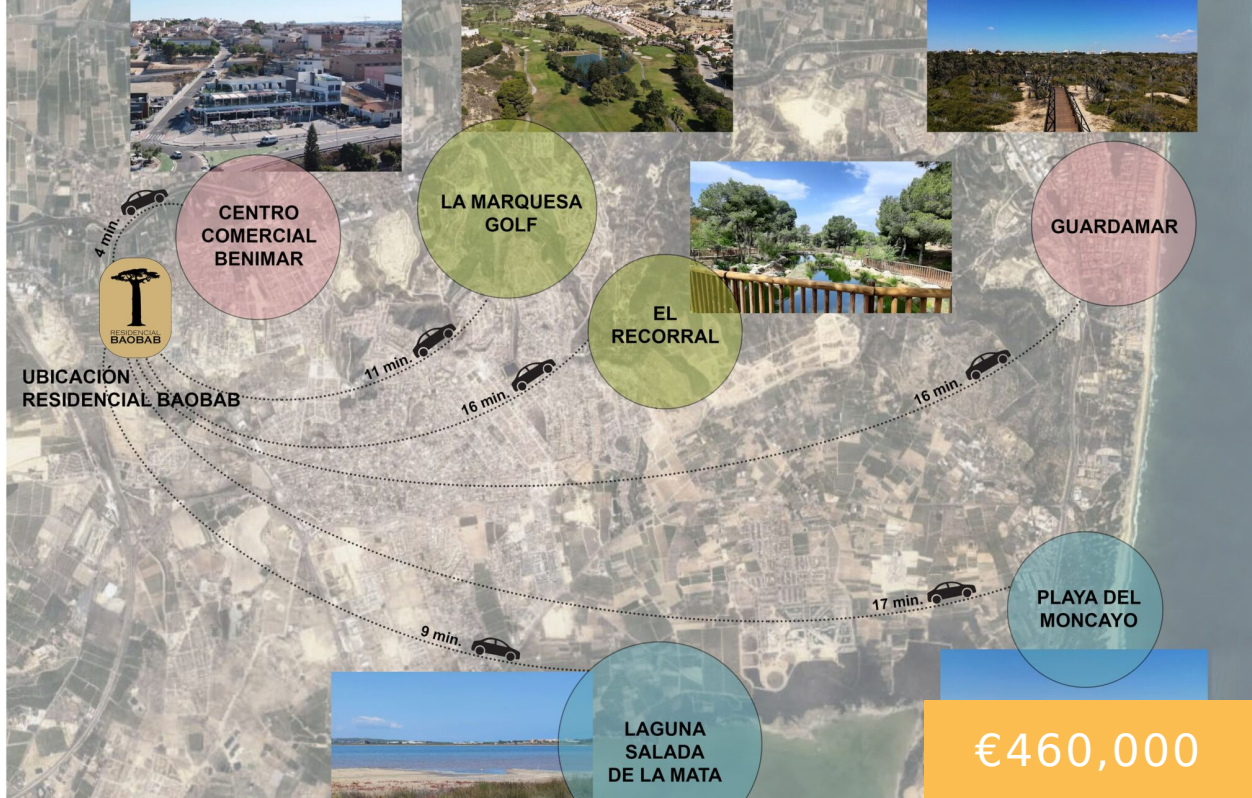 CENTRO
COMERCIAL
BENIMAR
LA MARQUESA
GOLF
GUARDAMAR
EL
RECORRAL
4 min.
RESIDENCIAL
BAOBAB
UBICACIÓN
RESIDENCIAL BAOBAB
11 min.
16 min.
16 min.
17 min.
9 min.
PLAYA DEL
MONCAYO
LAGUNA
SALADA
DE LA MATA
€460,000